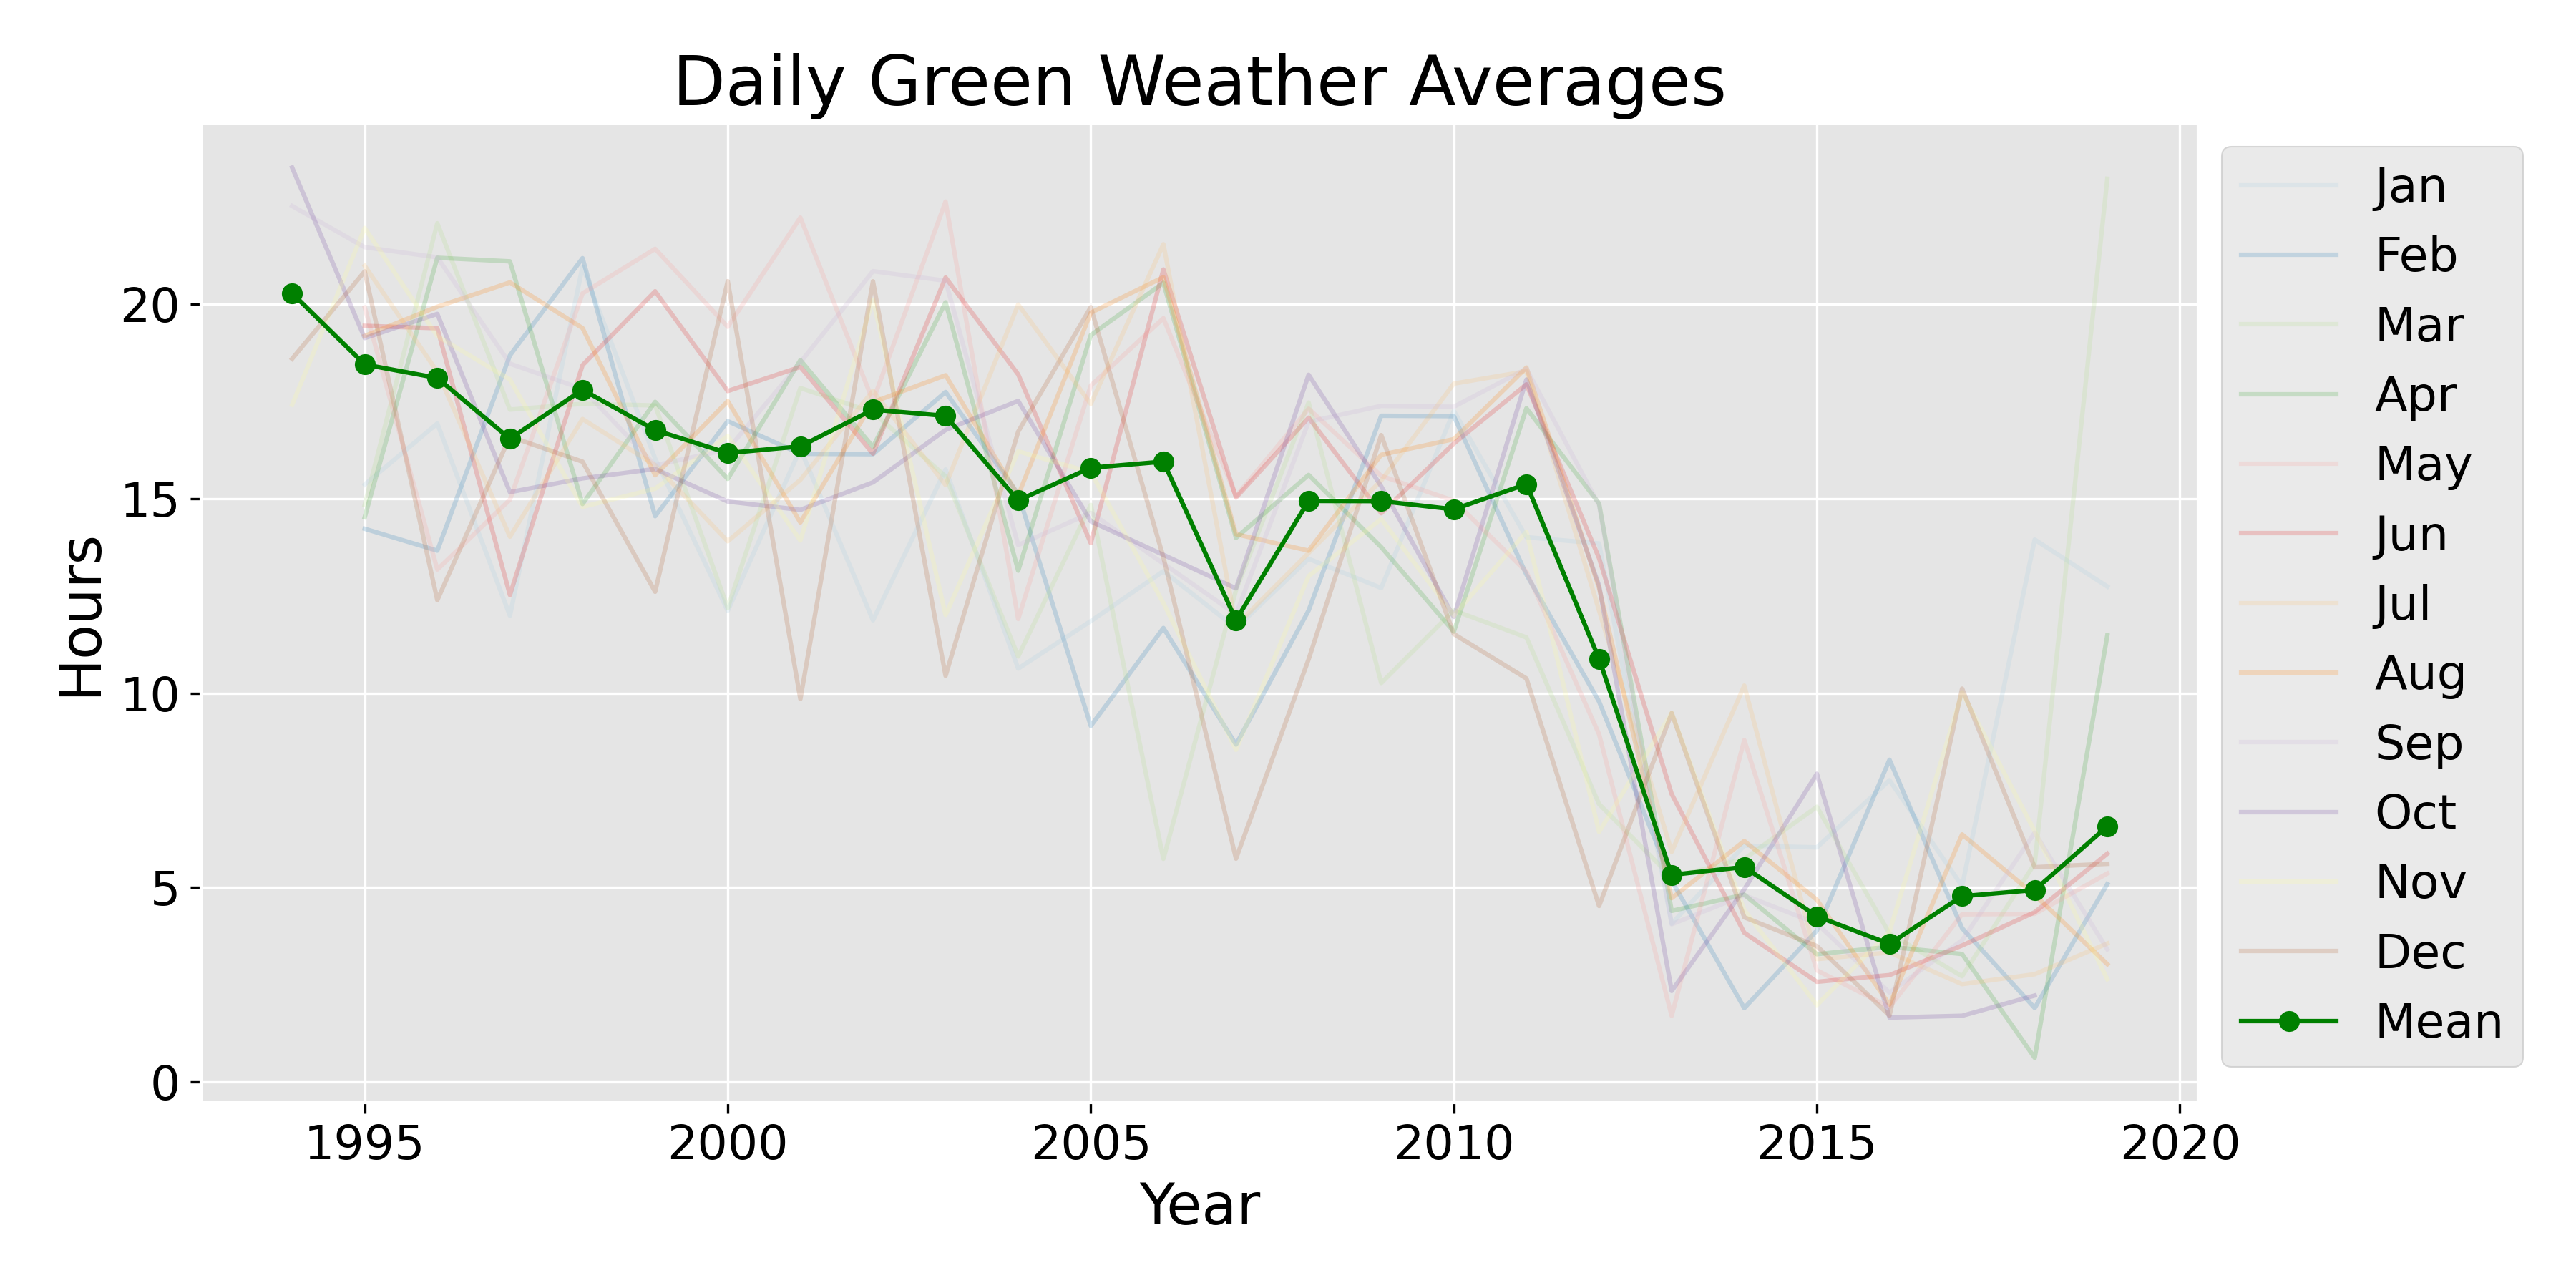 Daily Green Weather Averages
Hours
20
15
10
5
0
1995
2000
2005
2010
2015
2020
Year
Jan
Feb
Mar
Apr
May
Jun
Jul
Aug
Sep
Oct
Nov
Dec
Mean